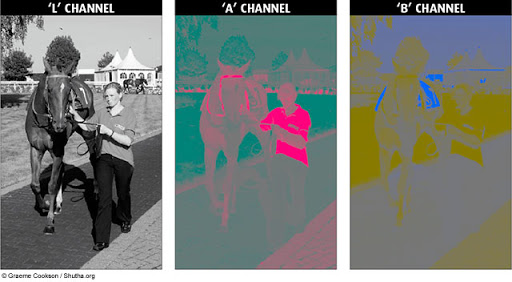 ‘L’ CHANNEL
‘A’ CHANNEL
‘B’ CHANNEL
© Graeme Cookson / Shutha.org